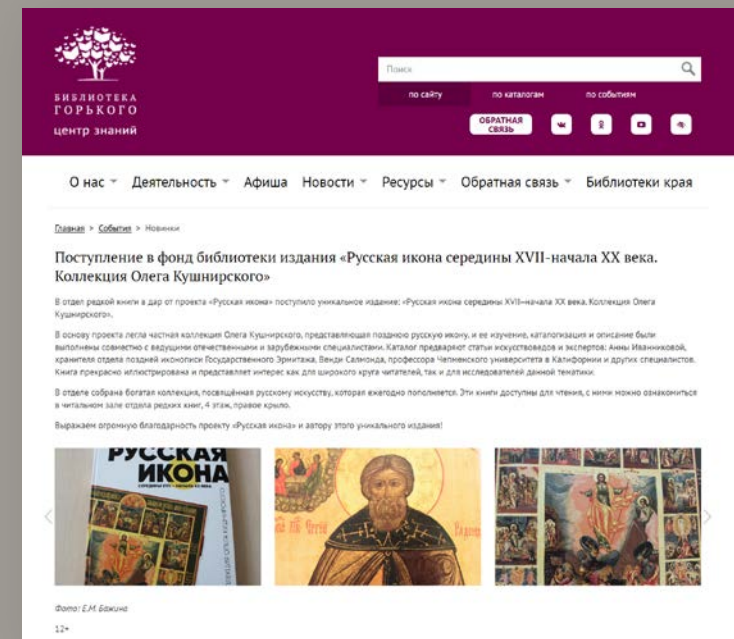 БИБЛИОТЕКА
ГОРЬКОГО
центр знаний
Поиск
по сайту по каталогам по событиям
ОБРАТНАЯ
СВЯЗЬ
О нас Деятельность Афиша Новости Ресурсы Обратная связь Библиотеки края
Главная > События > Новинки
Поступление в фонд библиотеки издания «Русская икона середины XVII-начала XX века.
Коллекция Олега Кушнирского»
В отдел редкой книги в дар от проекта «Русская икона» поступило уникальное издание: «Русская икона середины XVII–начала XX века. Коллекция Олега
Кушнирского».
В основу проекта легла частная коллекция Олега Кушнирского, представляющая позднюю русскую икону, и ее изучение, каталогизация и описание были
выполнены совместно с ведущими отечественными и зарубежными специалистами. Каталог предваряют статьи искусствоведов и экспертов: Анны Иванниковой,
хранителя отдела поздней иконописи Государственного Эрмитажа, Венди Салмонда, профессора Чепменского университета в Калифорнии и других специалистов.
Книга прекрасно иллюстрирована и представляет интерес как для широкого круга читателей, так и для исследователей данной тематики.
В отделе собрана богатая коллекция, посвящённая русскому искусству, которая ежегодно пополняется. Эти книги доступны для чтения, с ними можно ознакомиться
в читальном зале отдела редких книг, 4 этаж, правое крыло.
Выражаем огромную благодарность проекту «Русская икона» и автору этого уникального издания!
РУССКАЯ
ИКОНА
Фото: Е.М. Бажина
12+